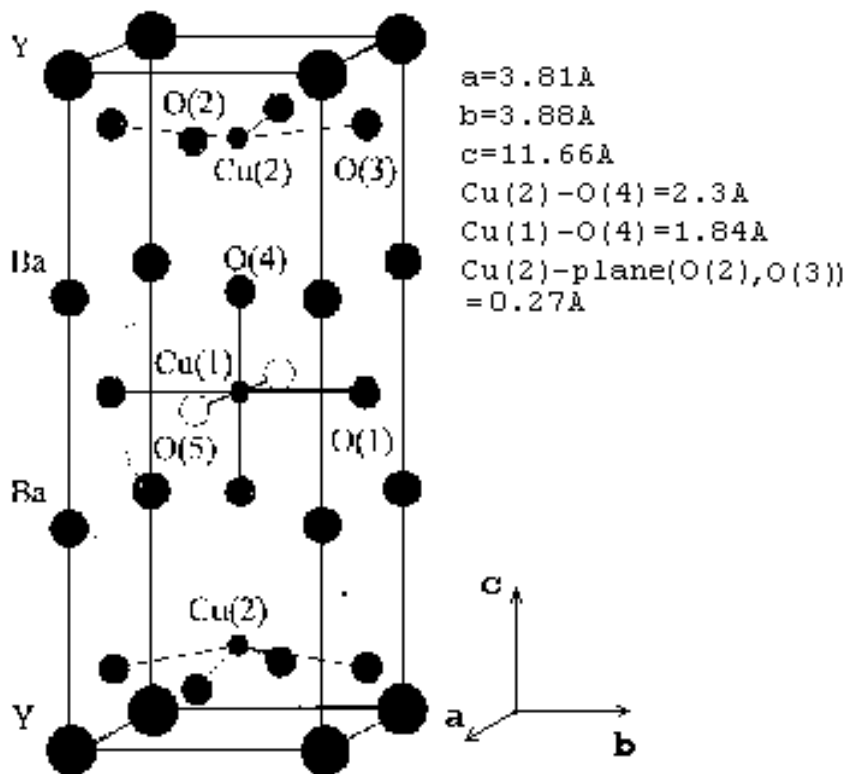 Y
O(2)
Cu(2)
O(3)
Ba
O(4)
Cu(1)
O(5)
O(1)
Ba
Cu(2)
Y
a=3.81A
b=3.88A
c=11.66A
Cu(2)-O(4)=2.3A
Cu(1)-O(4)=1.84A
Cu(2)-plane(O(2),O(3))
=0.27A
c
a
b